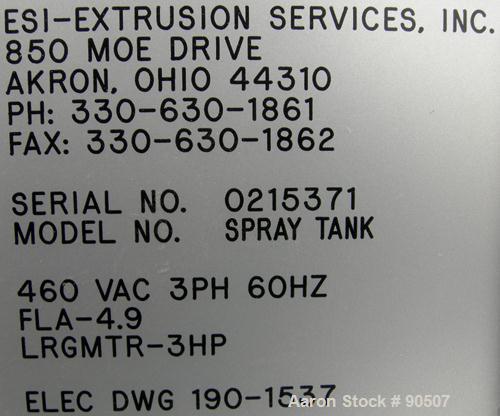 ESI-EXTRUSION SERVICES, INC.
850 MOE DRIVE
AKRON, OHIO 44310
PH: 330-630-1861
FAX: 330-630-1862
SERIAL NO. 0215371
MODEL NO. SPRAY TANK
460 VAC 3PH 60HZ
FLA-4.9
LRGMTR-3HP
ELEC DWG 190-1537
Aaron Stock # 90507